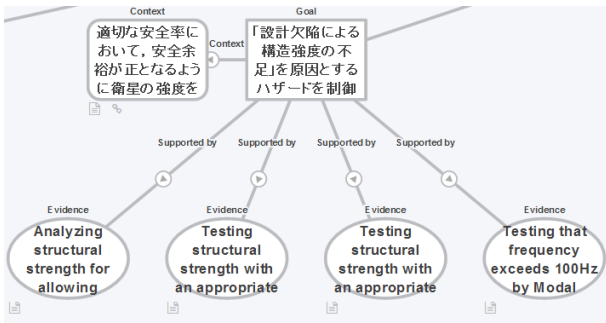 Context
Goal
適切な安全率に
おいて，安全余
裕が正となるよう
に衛星の強度を
Context
「設計欠陥による
構造強度の不
足」を原因とする
ハザードを制御
Supported by
Supported by
Supported by
Supported by
Evidence
Evidence
Evidence
Evidence
Analyzing
structural
strength for
allowing
Testing
structural
strength with
an appropriate
Testing
structural
strength with
an appropriate
Testing that
frequency
exceeds 100Hz
by Modal